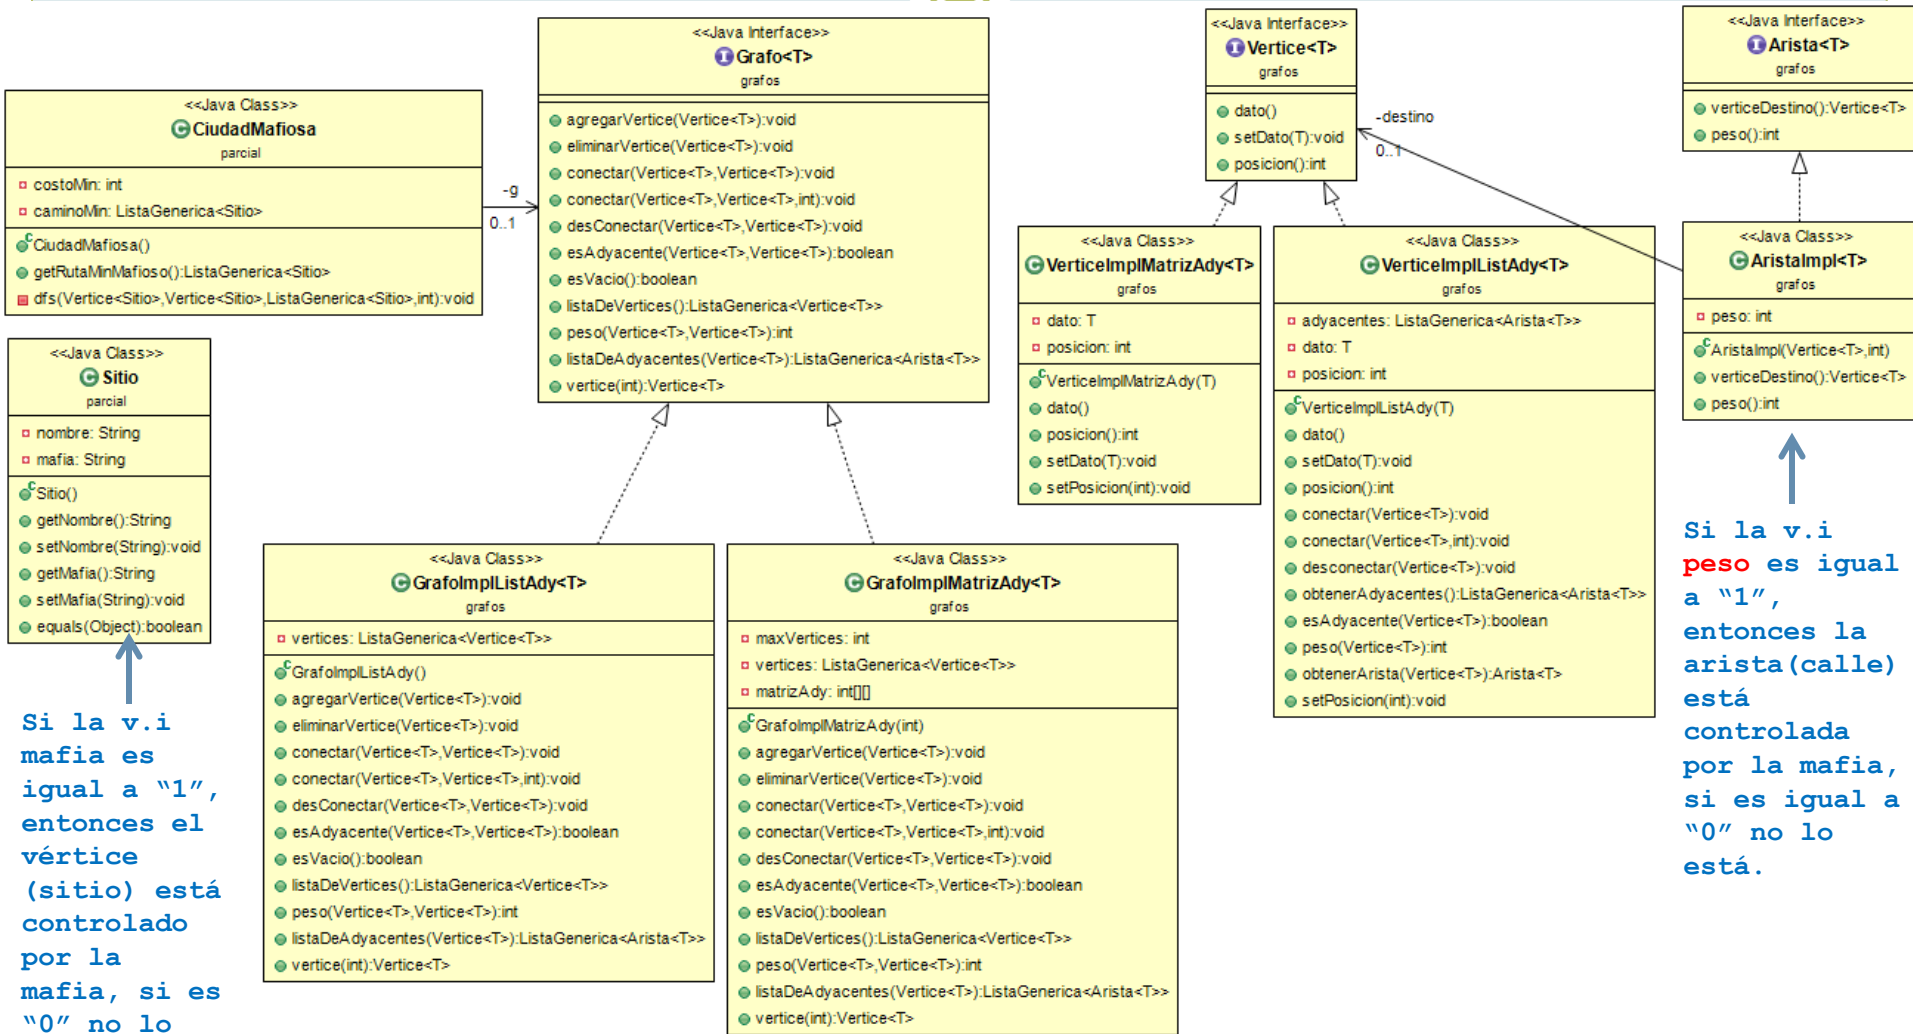 <<Java Class>>
CiudadMafiosa
parcial
costoMin: int
caminoMin: ListaGenerica<Sitio>
CiudadMafiosa()
getRutaMinMafioso():ListaGenerica<Sitio>
dfs(Vertice<Sitio>,Vertice<Sitio>,ListaGenerica<Sitio>,int):void
-g
0..1
<<Java Interface>>
Grafo<T>
grafos
agregarVertice(Vertice<T>):void
eliminarVertice(Vertice<T>):void
conectar(Vertice<T>,Vertice<T>):void
conectar(Vertice<T>,Vertice<T>,int):void
desConectar(Vertice<T>,Vertice<T>):void
esAdyacente(Vertice<T>,Vertice<T>):boolean
esVacio():boolean
listaDeVertices():ListaGenerica<Vertice<T>>
peso(Vertice<T>,Vertice<T>):int
listaDeAdyacentes(Vertice<T>):ListaGenerica<Arista<T>>
vertice(int):Vertice<T>
<<Java Interface>>
Vertice<T>
grafos
dato()
setDato(T):void
posicion():int
-destino
0..1
<<Java Interface>>
Arista<T>
grafos
verticeDestino():Vertice<T>
peso():int
<<Java Class>>
VerticeImplMatrizAdy<T>
grafos
dato: T
posicion: int
VerticeImplMatrizAdy(T)
dato()
posicion():int
setDato(T):void
setPosicion(int):void
<<Java Class>>
VerticeImplListAdy<T>
grafos
adyacentes: ListaGenerica<Arista<T>>
dato: T
posicion: int
VerticeImplListAdy(T)
dato()
setDato(T):void
posicion():int
conectar(Vertice<T>):void
conectar(Vertice<T>,int):void
desconectar(Vertice<T>):void
obtenerAdyacentes():ListaGenerica<Arista<T>>
esAdyacente(Vertice<T>):boolean
peso(Vertice<T>):int
obtenerArista(Vertice<T>):Arista<T>
setPosicion(int):void
<<Java Class>>
AristaImpl<T>
grafos
peso: int
AristaImpl(Vertice<T>,int)
verticeDestino():Vertice<T>
peso():int
<<Java Class>>
Sitio
parcial
nombre: String
mafia: String
Sitio()
getNombre():String
setNombre(String):void
getMafia():String
setMafia(String):void
equals(Object):boolean
<<Java Class>>
GrafoImplListAdy<T>
grafos
vertices: ListaGenerica<Vertice<T>>
GrafoImplListAdy()
agregarVertice(Vertice<T>):void
eliminarVertice(Vertice<T>):void
conectar(Vertice<T>,Vertice<T>):void
conectar(Vertice<T>,Vertice<T>,int):void
desConectar(Vertice<T>,Vertice<T>):void
esAdyacente(Vertice<T>,Vertice<T>):boolean
esVacio():boolean
listaDeVertices():ListaGenerica<Vertice<T>>
peso(Vertice<T>,Vertice<T>):int
listaDeAdyacentes(Vertice<T>):ListaGenerica<Arista<T>>
vertice(int):Vertice<T>
<<Java Class>>
GrafoImplMatrizAdy<T>
grafos
maxVertices: int
vertices: ListaGenerica<Vertice<T>>
matrizAdy: int[][]
GrafoImplMatrizAdy(int)
agregarVertice(Vertice<T>):void
eliminarVertice(Vertice<T>):void
conectar(Vertice<T>,Vertice<T>):void
conectar(Vertice<T>,Vertice<T>,int):void
desConectar(Vertice<T>,Vertice<T>):void
esAdyacente(Vertice<T>,Vertice<T>):boolean
esVacio():boolean
listaDeVertices():ListaGenerica<Vertice<T>>
peso(Vertice<T>,Vertice<T>):int
listaDeAdyacentes(Vertice<T>):ListaGenerica<Arista<T>>
vertice(int):Vertice<T>
Si la v.i
mafia es
igual a “1”,
entonces el
vértice
(sitio) está
controlado
por la
mafia, si es
“0” no lo
Si la v.i
peso es igual
a “1”,
entonces la
arista(calle)
está
controlada
por la mafia,
si es igual a
“0” no lo
está.